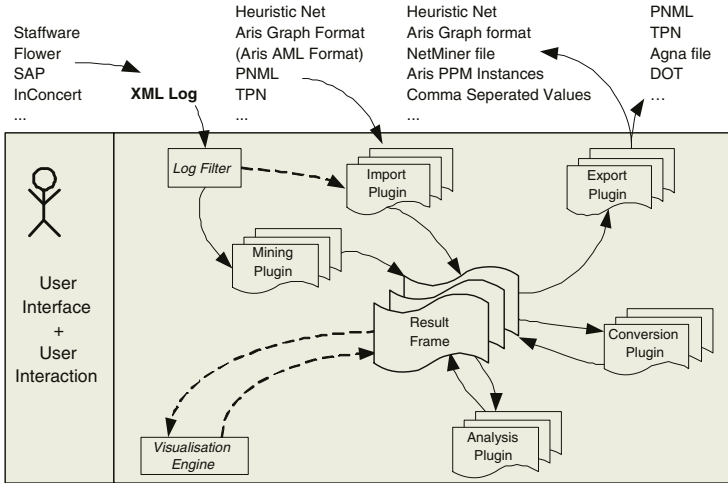 Staffware
Flower
SAP
InConcert
...
XML Log
Heuristic Net
Aris Graph Format
(Aris AML Format)
PNML
TPN
...
Heuristic Net
Aris Graph format
NetMiner file
Aris PPM Instances
Comma Seperated Values
...
PNML
TPN
Agna file
DOT
...
User
Interface
+
User
Interaction
Log Filter
Import
Plugin
Export
Plugin
Mining
Plugin
Result
Frame
Conversion
Plugin
Visualisation
Engine
Analysis
Plugin